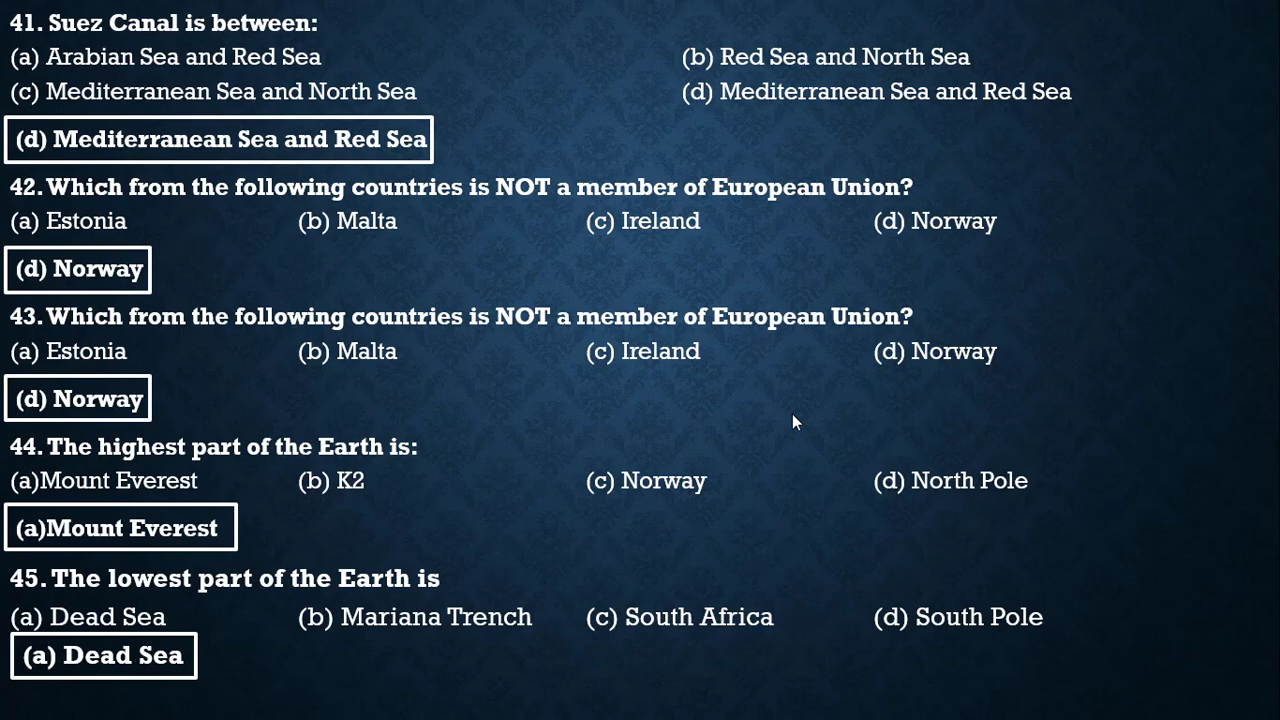 41. Suez Canal is between:
(a) Arabian Sea and Red Sea (b) Red Sea and North Sea
(c) Mediterranean Sea and North Sea (d) Mediterranean Sea and Red Sea
(d) Mediterranean Sea and Red Sea
42. Which from the following countries is NOT a member of European Union?
(a) Estonia (b) Malta (c) Ireland (d) Norway
(d) Norway
43. Which from the following countries is NOT a member of European Union?
(a) Estonia (b) Malta (c) Ireland (d) Norway
(d) Norway
44. The highest part of the Earth is:
(a)Mount Everest (b) K2 (c) Norway (d) North Pole
(a)Mount Everest
45. The lowest part of the Earth is
(a) Dead Sea (b) Mariana Trench (c) South Africa (d) South Pole
(a) Dead Sea